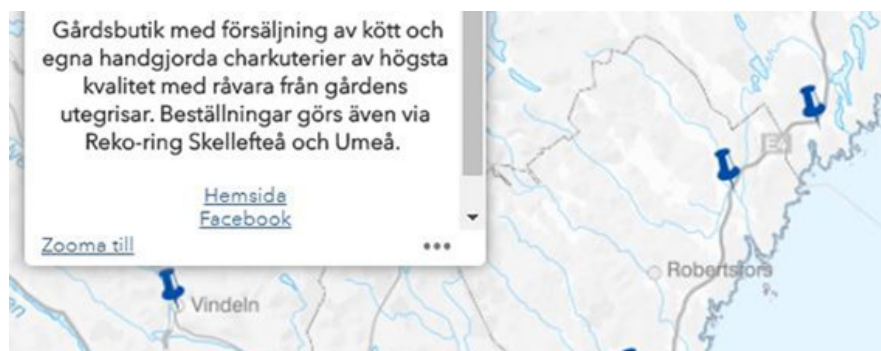 Gårdsbutik med försäljning av kött och
egna handgjorda charkuterier av högsta
kvalitet med råvara från gårdens
utegrisar. Beställningar görs även via
Reko-ring Skellefteå och Umeå.
Hemsida
Facebook
Zooma till
E4
Robertsfors
Vindeln